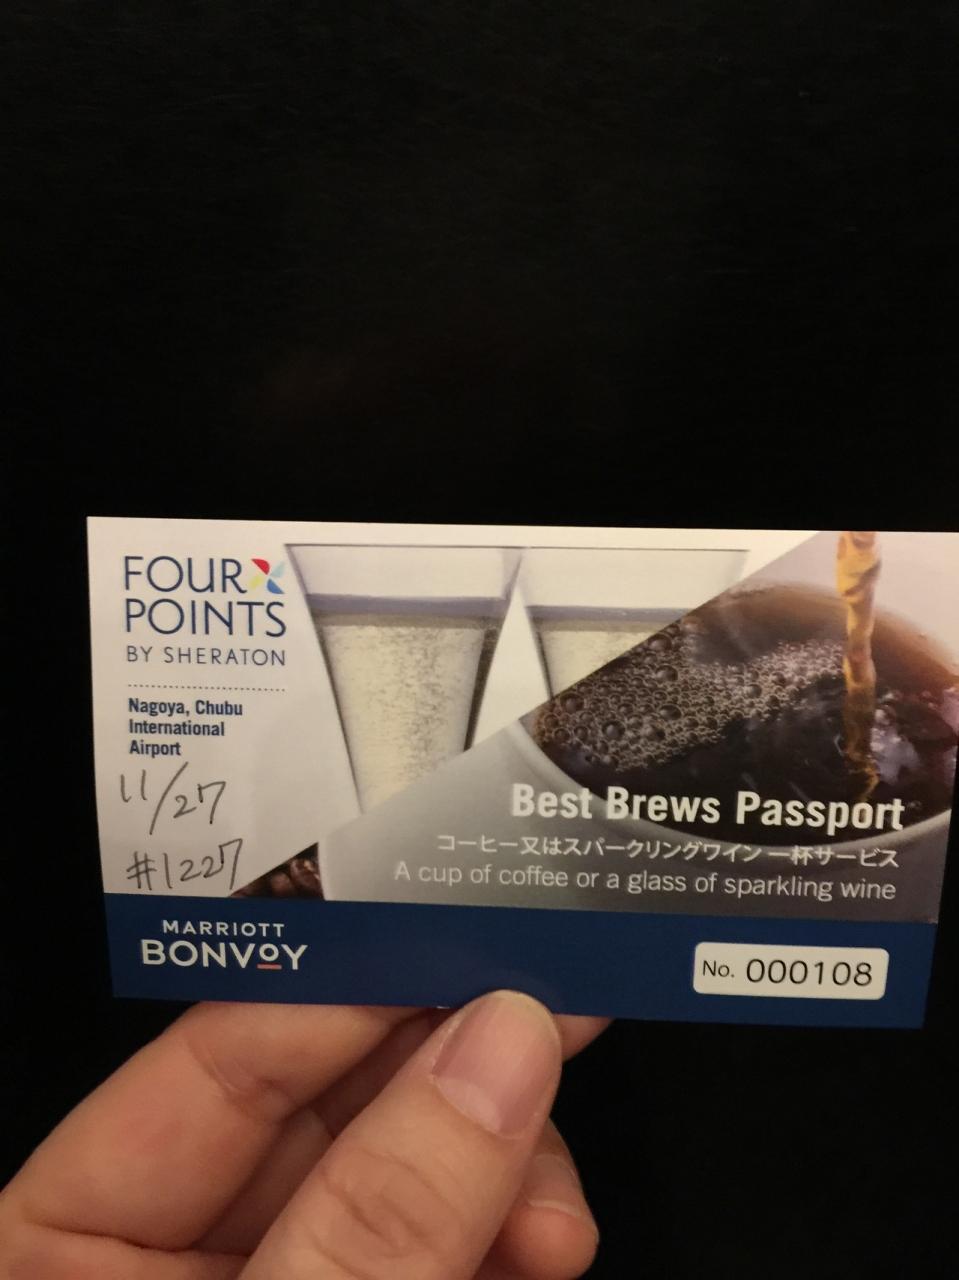 FOUR
POINTS
BY SHERATON
Nagoya, Chubu
International
Airport
11/27
#1227
Best Brews Passport
コーヒー又はスパークリングワイン一杯サービス
A cup of coffee or a glass of sparkling wine
MARRIOTT
BONVOY
No. 000108